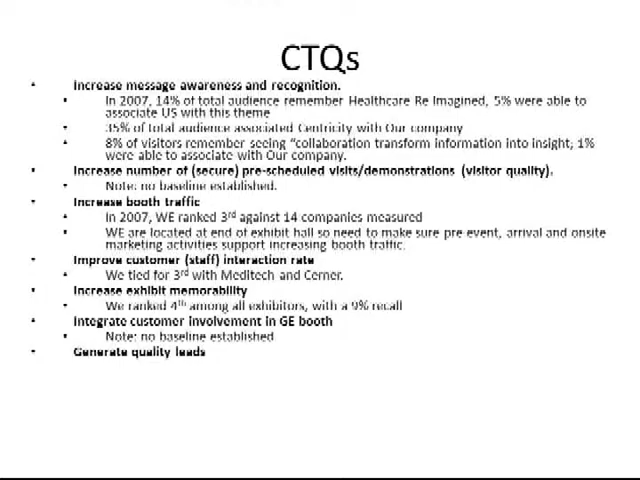 CTQs
• Increase message awareness and recognition.
• In 2007, 14% of total audience remember Healthcare Re Imagined, 5% were able to
associate US with this theme
• 35% of total audience associated Centricity with Our company
• 8% of visitors remember seeing "collaboration transform information into insight; 1%
were able to associate with Our company.
• Increase number of (secure) pre-scheduled visits/demonstrations (visitor quality).
• Note: no baseline established.
• Increase booth traffic
• In 2007, WE ranked 3rd against 14 companies measured
• WE are located at end of exhibit hall so need to make sure pre event, arrival and onsite
marketing activities support increasing booth traffic.
• Improve customer (staff) interaction rate
• We tied for 3rd with Meditech and Cerner.
• Increase exhibit memorability
• We ranked 4th among all exhibitors, with a 9% recall
• Integrate customer involvement in GE booth
• Note: no baseline established
• Generate quality leads